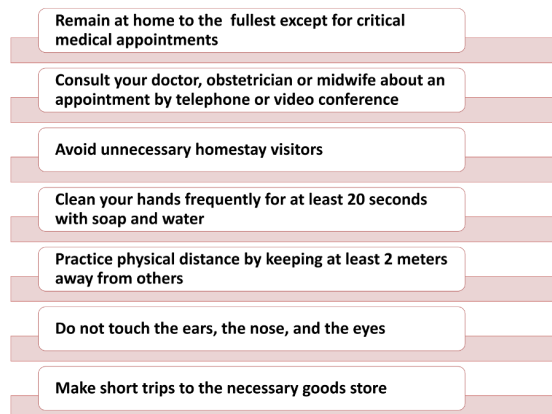 Remain at home to the fullest except for critical
medical appointments
Consult your doctor, obstetrician or midwife about an
appointment by telephone or video conference
Avoid unnecessary homestay visitors
Clean your hands frequently for at least 20 seconds
with soap and water
Practice physical distance by keeping at least 2 meters
away from others
Do not touch the ears, the nose, and the eyes
Make short trips to the necessary goods store